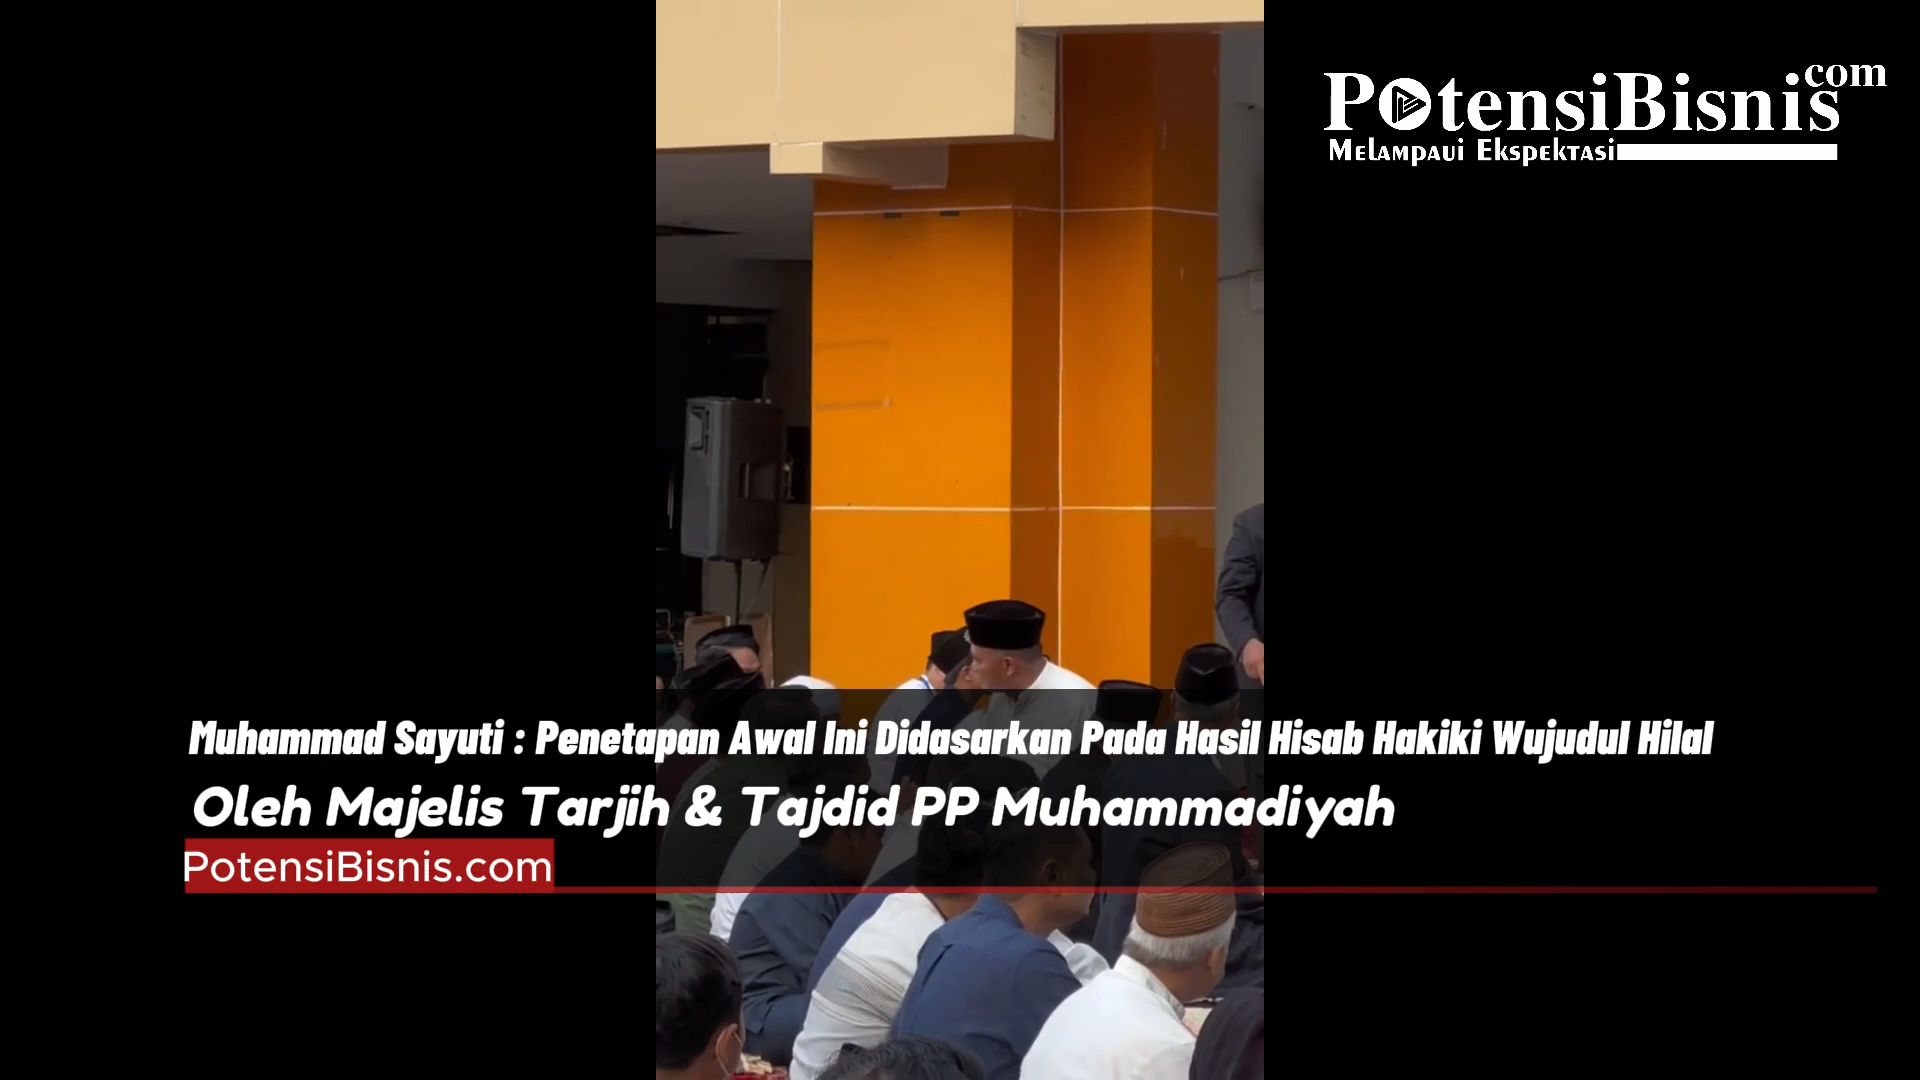 PotensiBisnis.com
Melampaui Ekspektasi
Muhammad Sayuti : Penetapan Awal Ini Didasarkan Pada Hasil Hisab Hakiki Wujudul Hilal
Oleh Majelis Tarjih & Tajdid PP Muhammadiyah
PotensiBisnis.com